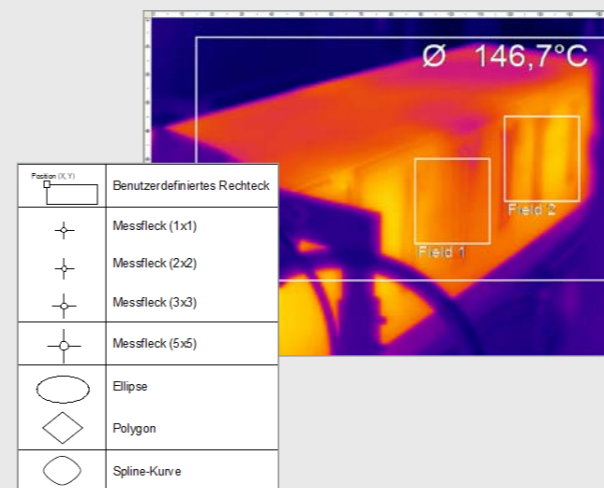 Ø 146,7°C
Field 2
Field 1
Position (X, Y)
Benutzerdefiniertes Rechteck
Messfleck (1x1)
Messfleck (2x2)
Messfleck (3x3)
Messfleck (5x5)
Ellipse
Polygon
Spline-Kurve